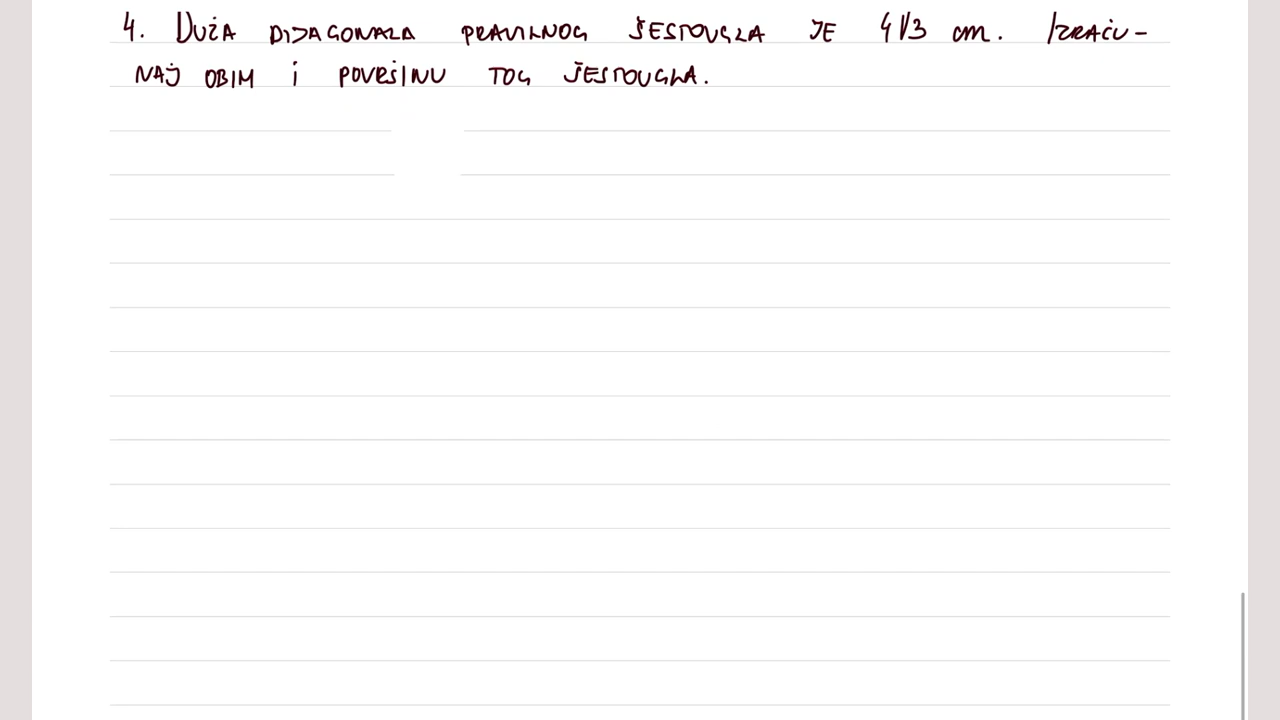 4. DUŽA DIJAGONALA PRAVILNOG ŠESTOUGLA JE 4√3 cm. IZRAČU-
NAJ OBIM I POVRŠINU TOG ŠESTOUGLA.